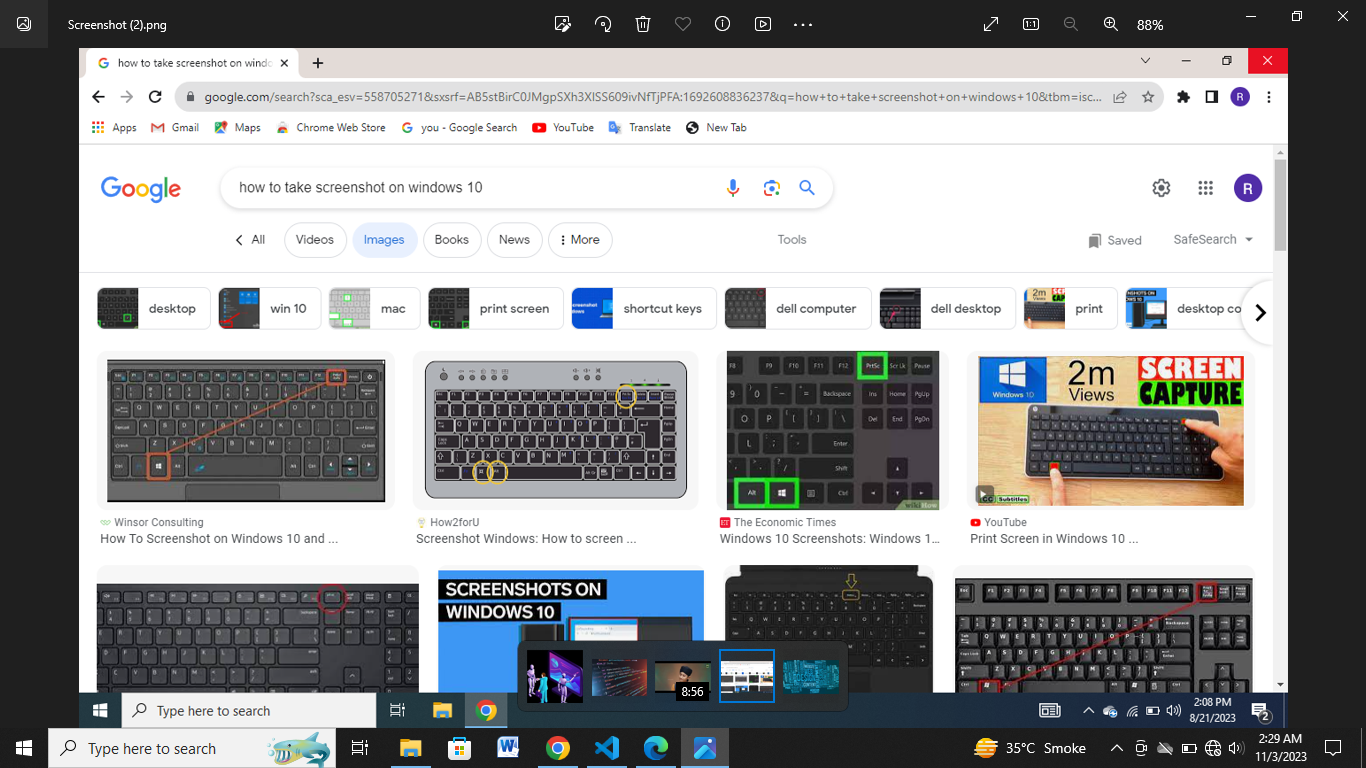 Screenshot (2).png
88%
how to take screenshot on windo
google.com/search?sca_esv=558705271&sxsrf=AB5stBirC0JMgpSXh3XISS609ivNfTjPFA:1692608836237&q=how+to+take+screenshot+on+windows+10&tbm=isc...
R
Apps Gmail Maps Chrome Web Store you - Google Search YouTube Translate New Tab
Google
how to take screenshot on windows 10
R
All Videos Images Books News More Tools Saved SafeSearch
desktop win 10 mac print screen shortcut keys dell computer dell desktop print desktop co
2m Views
SCREEN CAPTURE
Windows 10
CC Subtitles
wikiHow
Winsor Consulting
How To Screenshot on Windows 10 and ...
How2forU
Screenshot Windows: How to screen ...
The Economic Times
Windows 10 Screenshots: Windows 1...
YouTube
Print Screen in Windows 10 ...
SCREENSHOTS ON
WINDOWS 10
8:56
Type here to search
2:08 PM
8/21/2023
2
Type here to search
35°C Smoke
2:29 AM
11/3/2023